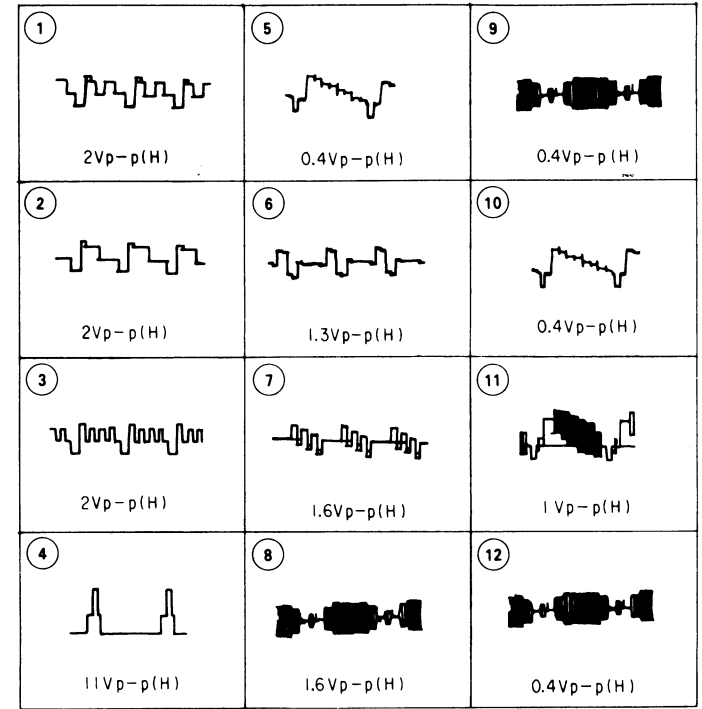 1 5 9
2Vp-p(H) 0.4Vp-p(H) 0.4Vp-p(H)
2 6 10
2Vp-p(H) 1.3Vp-p(H) 0.4Vp-p(H)
3 7 11
2Vp-p(H) 1.6Vp-p(H) 1Vp-p(H)
4 8 12
11Vp-p(H) 1.6Vp-p(H) 0.4Vp-p(H)